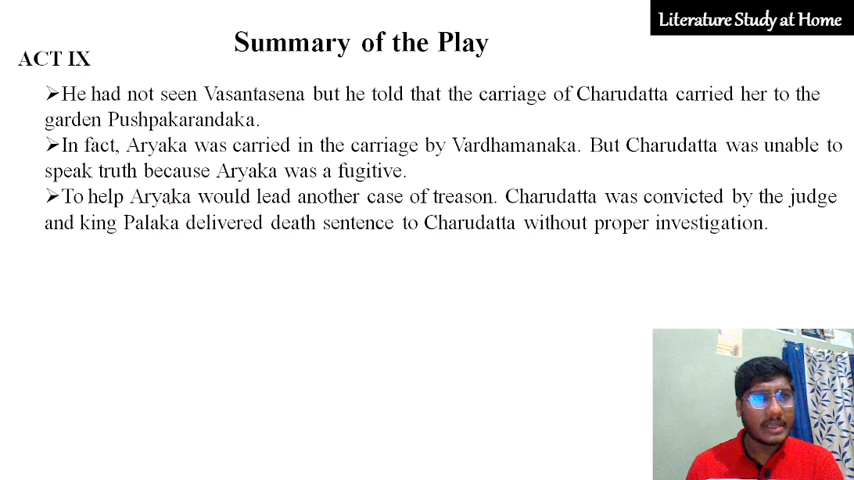 Literature Study at Home
Summary of the Play
ACT IX
➢He had not seen Vasantasena but he told that the carriage of Charudatta carried her to the
garden Pushpakarandaka.
➢In fact, Aryaka was carried in the carriage by Vardhamanaka. But Charudatta was unable to
speak truth because Aryaka was a fugitive.
➢To help Aryaka would lead another case of treason. Charudatta was convicted by the judge
and king Palaka delivered death sentence to Charudatta without proper investigation.